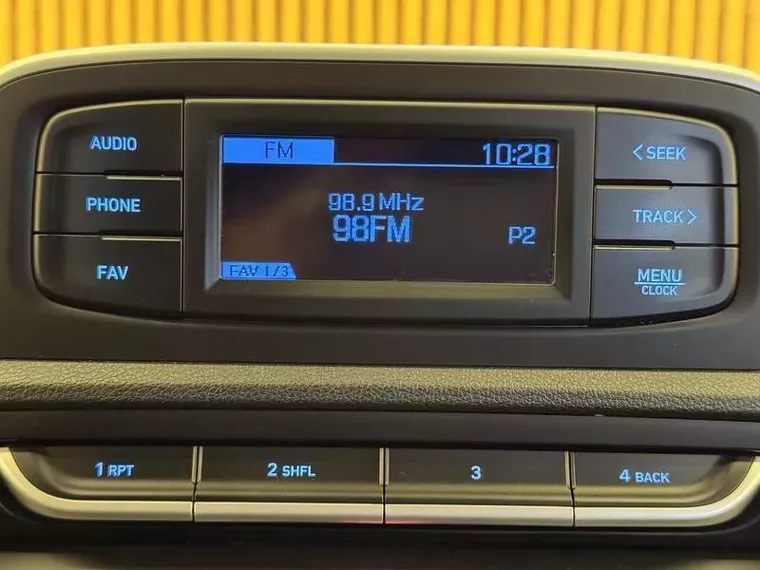 AUDIO
PHONE
FAV
FM 10:28
98.9 MHz
98FM
P2
FAV 1/3
< SEEK
TRACK >
MENU
CLOCK
1 RPT
2 SHFL
3
4 BACK